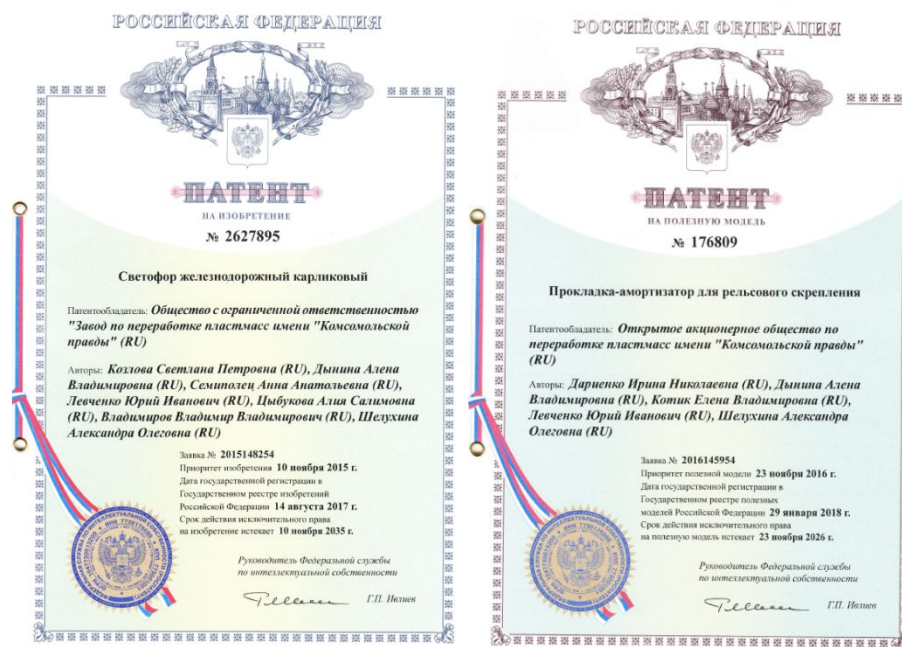 РОССИЙСКАЯ ФЕДЕРАЦИЯ
ПАТЕНТ
НА ИЗОБРЕТЕНИЕ
№ 2627895
Светофор железнодорожный карликовый
Патентообладатель: Общество с ограниченной ответственностью
"Завод по переработке пластмасс имени "Комсомольской
правды" (RU)
Авторы: Козлова Светлана Петровна (RU), Дынина Алена
Владимировна (RU), Семиполец Анна Анатольевна (RU),
Левченко Юрий Иванович (RU), Цыбукова Алия Салимовна
(RU), Владимиров Владимир Владимирович (RU), Шелухина
Александра Олеговна (RU)
Заявка № 2015148254
Приоритет изобретения 10 ноября 2015 г.
Дата государственной регистрации в
Государственном реестре изобретений
Российской Федерации 14 августа 2017 г.
Срок действия исключительного права
на изобретение истекает 10 ноября 2035 г.
Руководитель Федеральной службы
по интеллектуальной собственности
Г.П. Ивлиев
РОССИЙСКАЯ ФЕДЕРАЦИЯ
ПАТЕНТ
НА ПОЛЕЗНУЮ МОДЕЛЬ
№ 176809
Прокладка-амортизатор для рельсового скрепления
Патентообладатель: Открытое акционерное общество по
переработке пластмасс имени "Комсомольской правды"
(RU)
Авторы: Дариенко Ирина Николаевна (RU), Дынина Алена
Владимировна (RU), Котик Елена Владимировна (RU),
Левченко Юрий Иванович (RU), Шелухина Александра
Олеговна (RU)
Заявка № 2016145954
Приоритет полезной модели 23 ноября 2016 г.
Дата государственной регистрации в
Государственном реестре полезных
моделей Российской Федерации 29 января 2018 г.
Срок действия исключительного права
на полезную модель истекает 23 ноября 2026 г.
Руководитель Федеральной службы
по интеллектуальной собственности
Г.П. Ивлиев